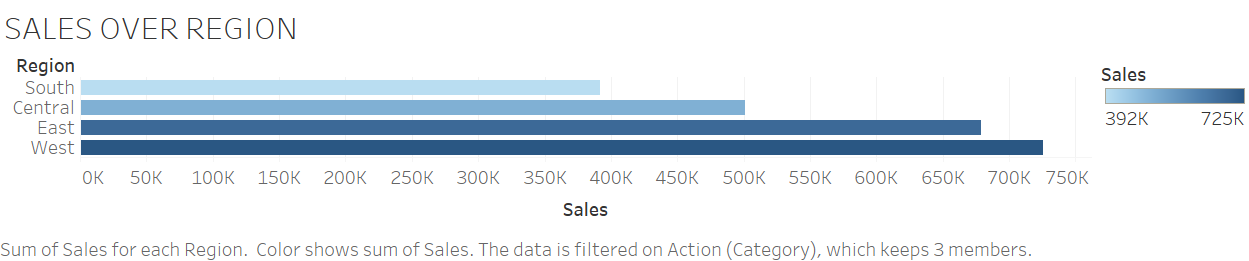 SALES OVER REGION
Region
South
Central
East
West
0K 50K 100K 150K 200K 250K 300K 350K 400K 450K 500K 550K 600K 650K 700K 750K
Sales
Sales
392K 725K
Sum of Sales for each Region.  Color shows sum of Sales. The data is filtered on Action (Category), which keeps 3 members.